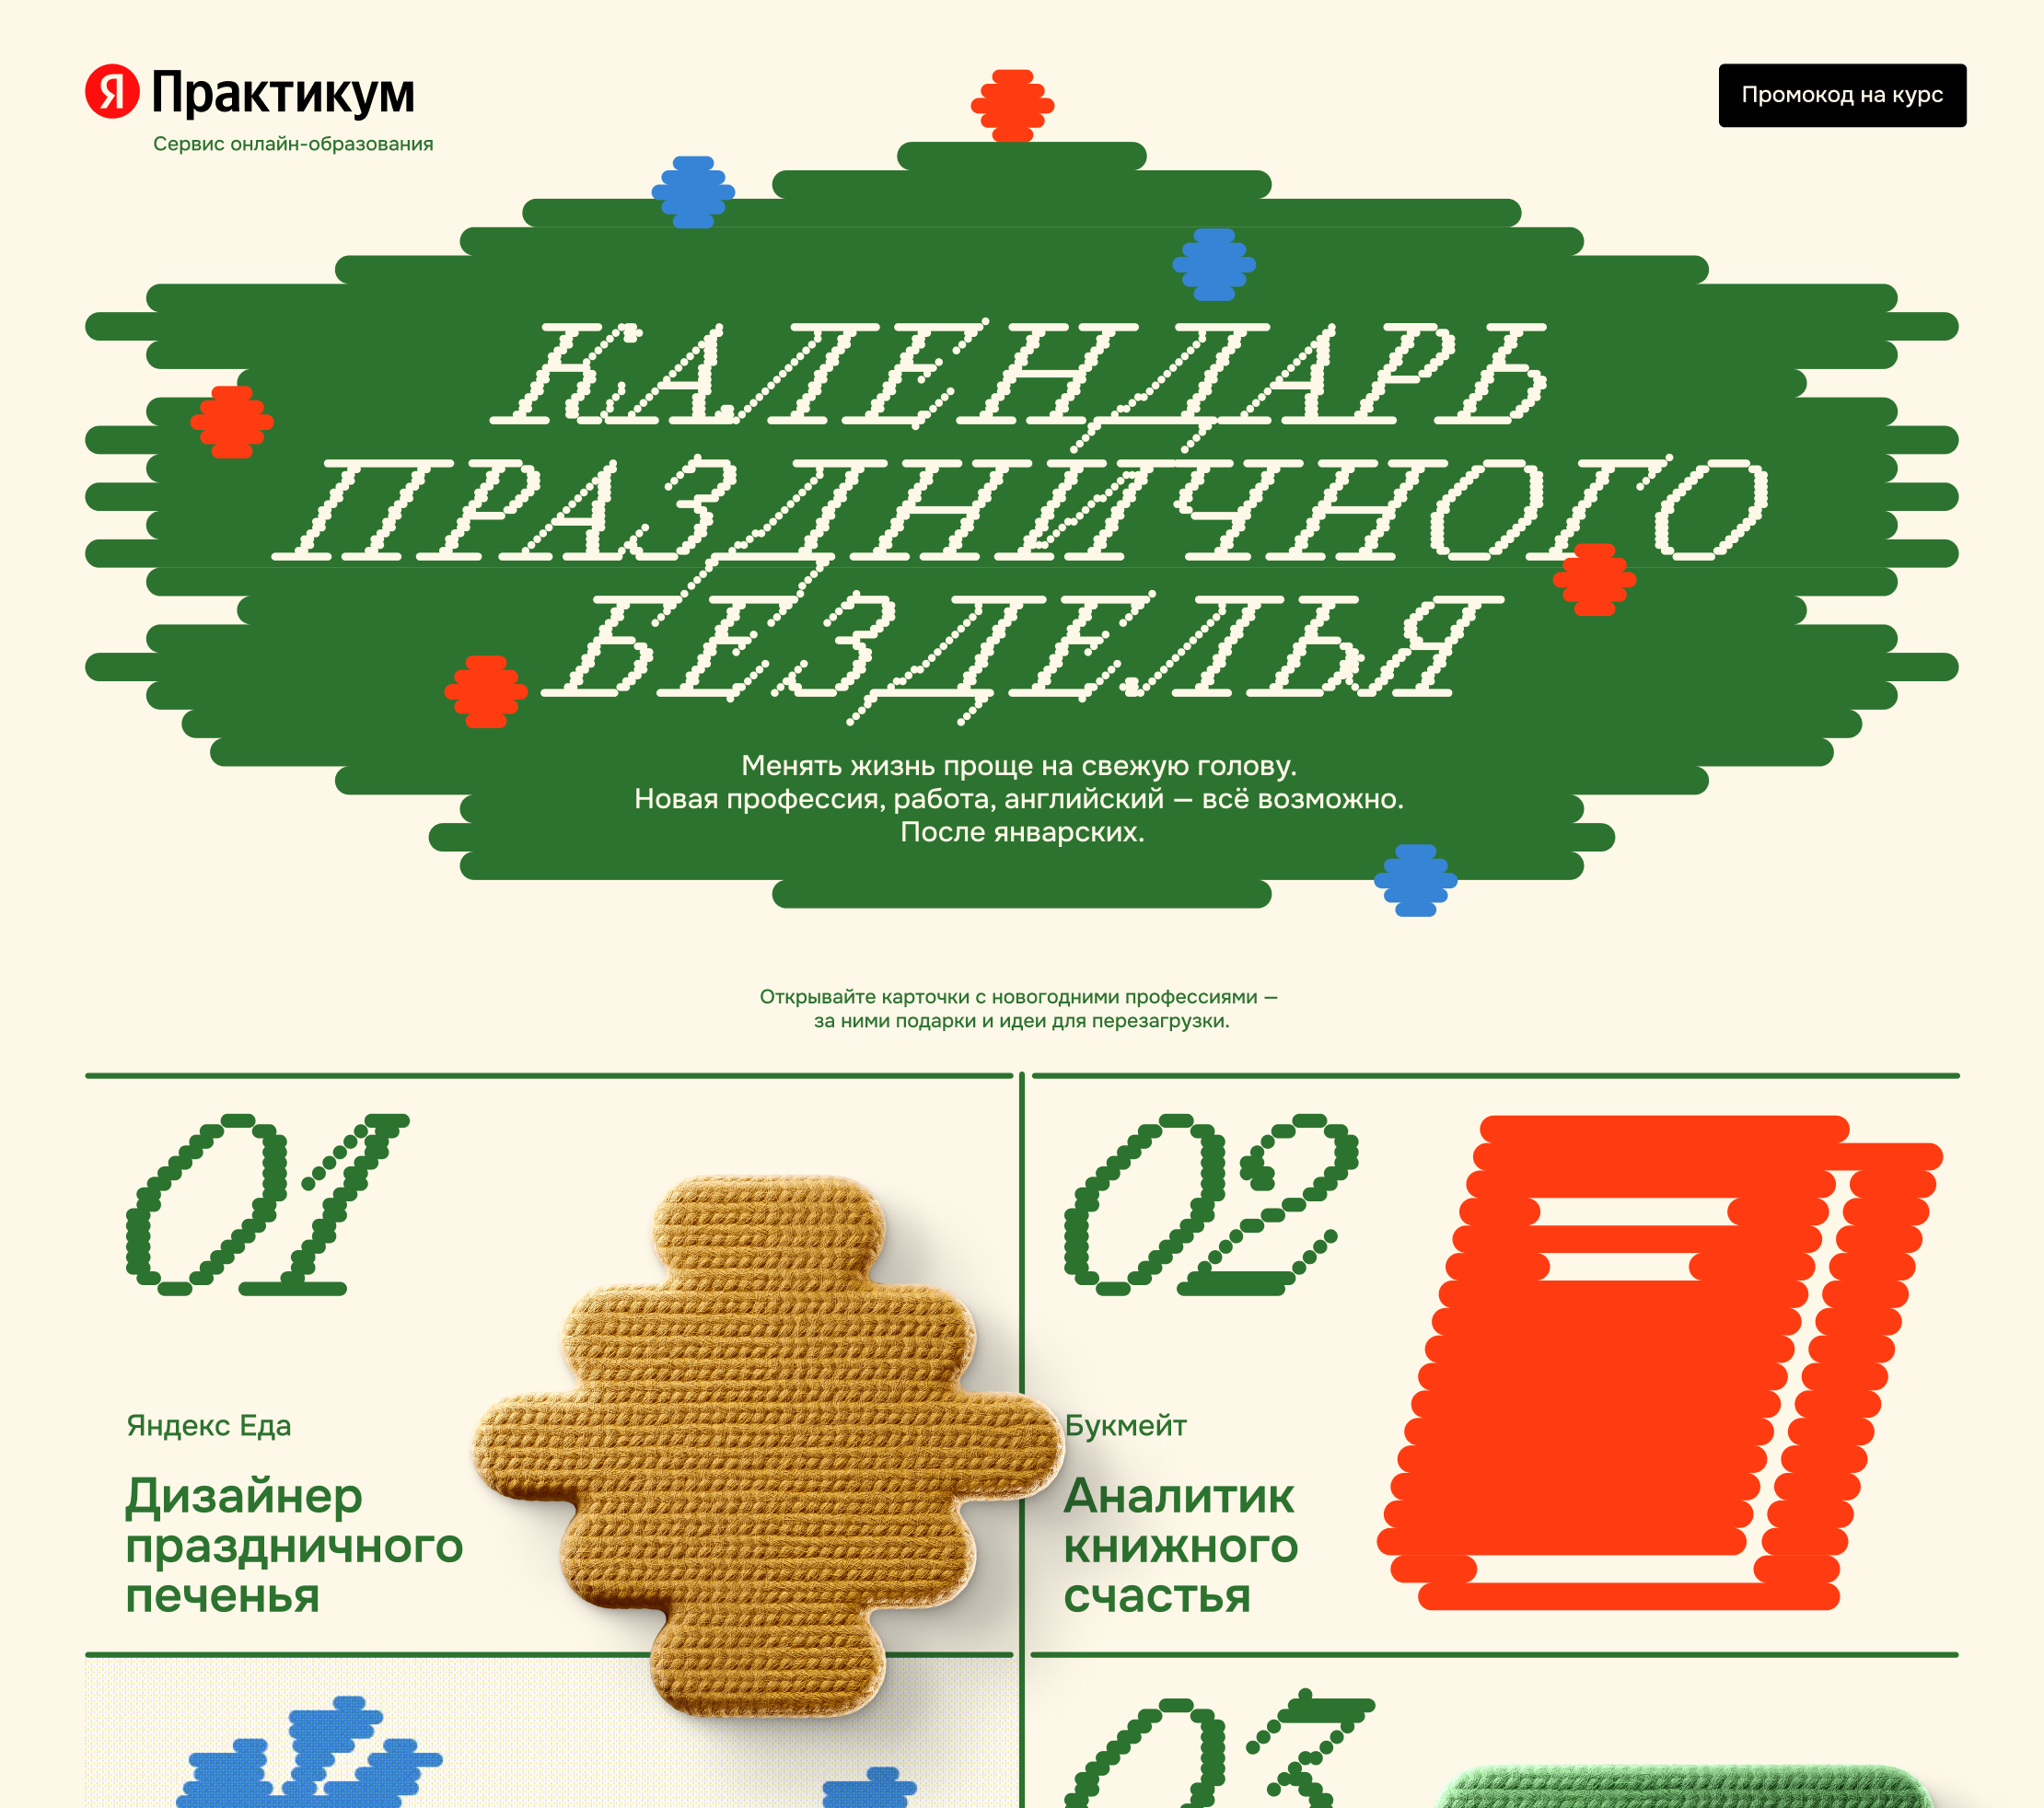 Я Практикум
Сервис онлайн-образования
Промокод на курс
КАЛЕНДАРЬ
ПРАЗДНИЧНОГО
БЕЗДЕЛЬЯ
Менять жизнь проще на свежую голову.
Новая профессия, работа, английский — всё возможно.
После январских.
Открывайте карточки с новогодними профессиями —
за ними подарки и идеи для перезагрузки.
01
Яндекс Еда
Дизайнер
праздничного
печенья
02
Букмейт
Аналитик
книжного
счастья
03